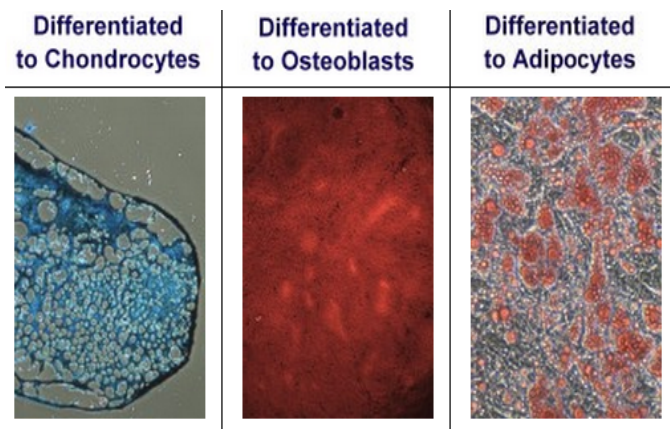 Differentiated
to Chondrocytes
Differentiated
to Osteoblasts
Differentiated
to Adipocytes